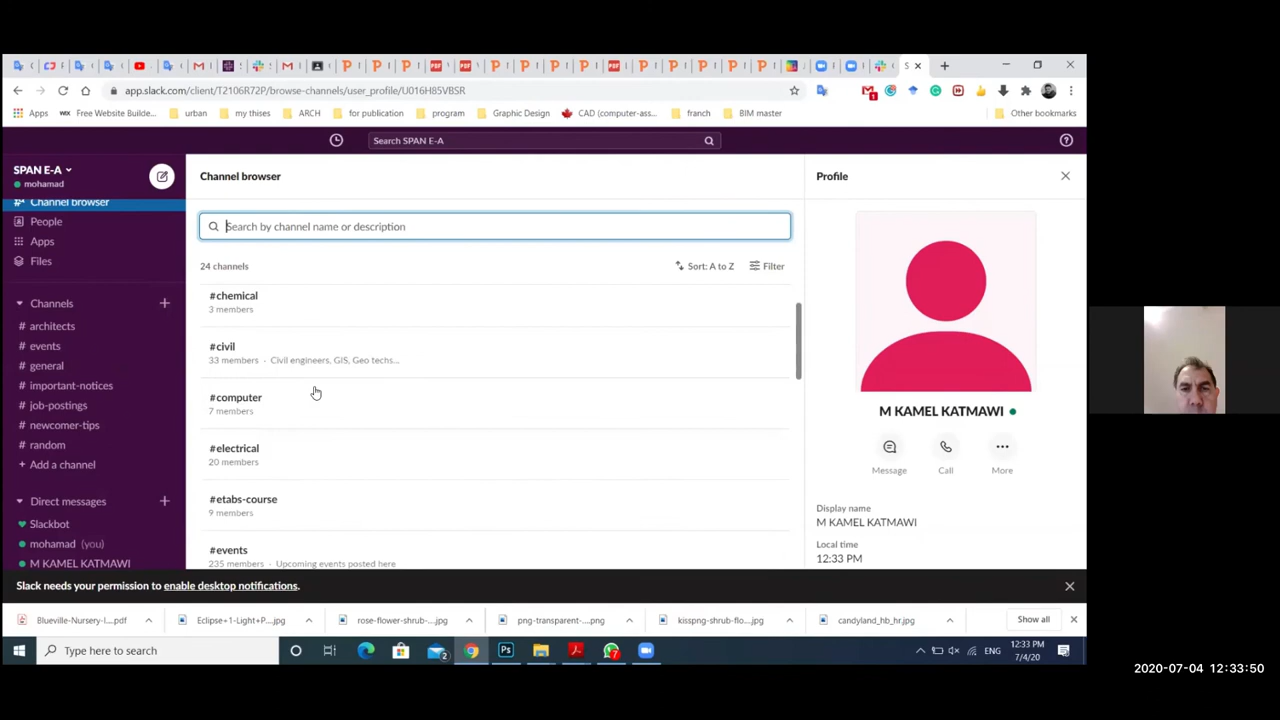 app.slack.com/client/T2106R72P/browse-channels/user_profile/U016H85VBSR
Apps
WIX Free Website Builde...
urban
my thises
ARCH
for publication
program
Graphic Design
CAD (computer-ass...
franch
BIM master
Other bookmarks
Search SPAN E-A
SPAN E-A
mohamad
Channel browser
People
Apps
Files
Channels
# architects
# events
# general
# important-notices
# job-postings
# newcomer-tips
# random
+ Add a channel
Direct messages
Slackbot
mohamad (you)
M KAMEL KATMAWI
Channel browser
Search by channel name or description
24 channels
Sort: A to Z
Filter
#chemical
3 members
#civil
33 members · Civil engineers, GIS, Geo techs...
#computer
7 members
#electrical
20 members
#etabs-course
9 members
#events
235 members · Upcoming events posted here
Profile
M KAMEL KATMAWI
Message
Call
More
Display name
M KAMEL KATMAWI
Local time
12:33 PM
Slack needs your permission to enable desktop notifications.
Blueville-Nursery-I....pdf
Eclipse+1-Light+P....jpg
rose-flower-shrub-...jpg
png-transparent-...png
kisspng-shrub-flo....jpg
candyland_hb_hr.jpg
Show all
Type here to search
ENG
12:33 PM
7/4/20
2020-07-04 12:33:50